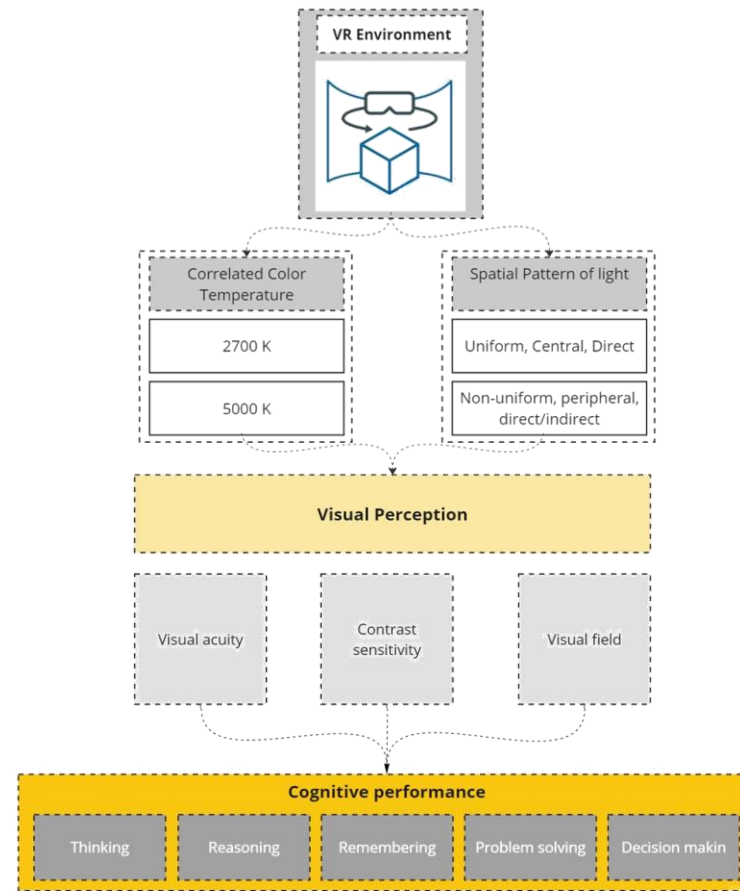 VR Environment
Correlated Color
Temperature
2700 K
5000 K
Spatial Pattern of light
Uniform, Central, Direct
Non-uniform, peripheral,
direct/indirect
Visual Perception
Visual acuity
Contrast
sensitivity
Visual field
Cognitive performance
Thinking
Reasoning
Remembering
Problem solving
Decision makin